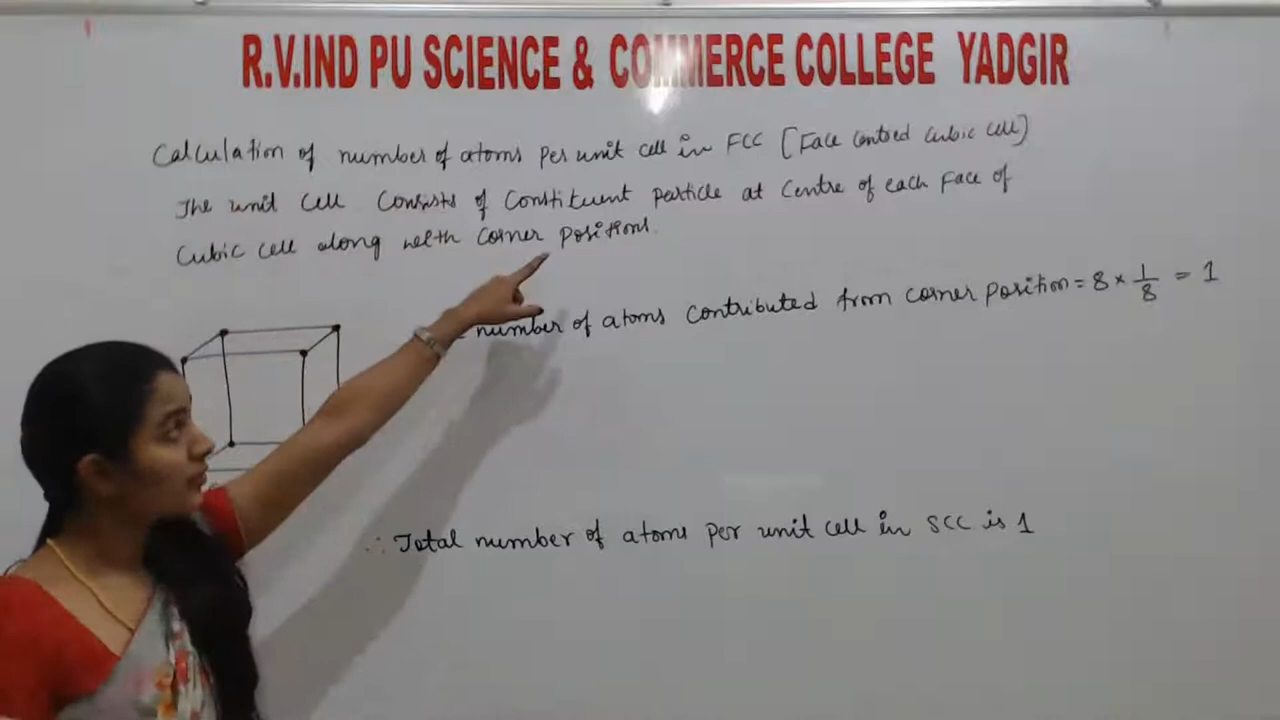 R.V.IND PU SCIENCE & COMMERCE COLLEGE YADGIR
Calculation of number of atoms per unit cell in FCC [Face Centred Cubic cell]
The unit cell Consists of Constituent particle at Centre of each Face of
Cubic cell along with Corner positions.
number of atoms contributed from corner position = 8 × 1/8 = 1
∴ Total number of atoms per unit cell in SCC is 1